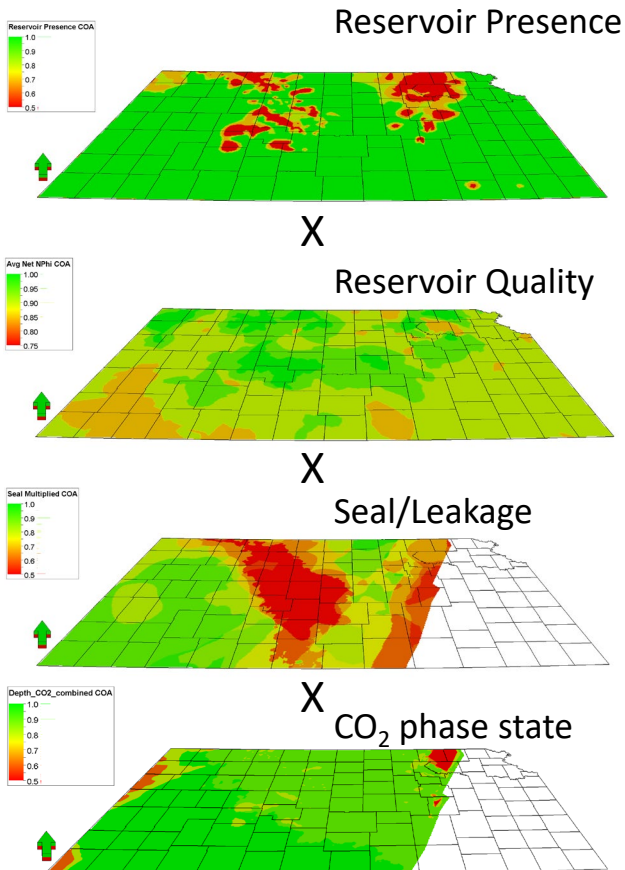 Reservoir Presence
Reservoir Presence COA
1.0
0.9
0.8
0.7
0.6
0.5
X
Reservoir Quality
Avg Net NPhi COA
1.00
0.95
0.90
0.85
0.80
0.75
X
Seal/Leakage
Seal Multiplied COA
1.0
0.9
0.8
0.7
0.6
0.5
X
CO₂ phase state
Depth_CO2_combined COA
1.0
0.9
0.8
0.7
0.6
0.5